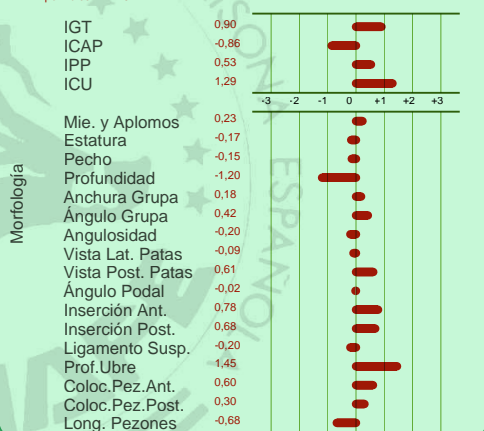 IGT 0,90
ICAP -0,86
IPP 0,53
ICU 1,29
-3 -2 -1 0 +1 +2 +3
Morfología
Mie. y Aplomos 0,23
Estatura -0,17
Pecho -0,15
Profundidad -1,20
Anchura Grupa 0,18
Ángulo Grupa 0,42
Angulosidad -0,20
Vista Lat. Patas -0,09
Vista Post. Patas 0,61
Ángulo Podal -0,02
Inserción Ant. 0,78
Inserción Post. 0,68
Ligamento Susp. -0,20
Prof.Ubre 1,45
Coloc.Pez.Ant. 0,60
Coloc.Pez.Post. 0,30
Long. Pezones -0,68
ESPAÑOLA